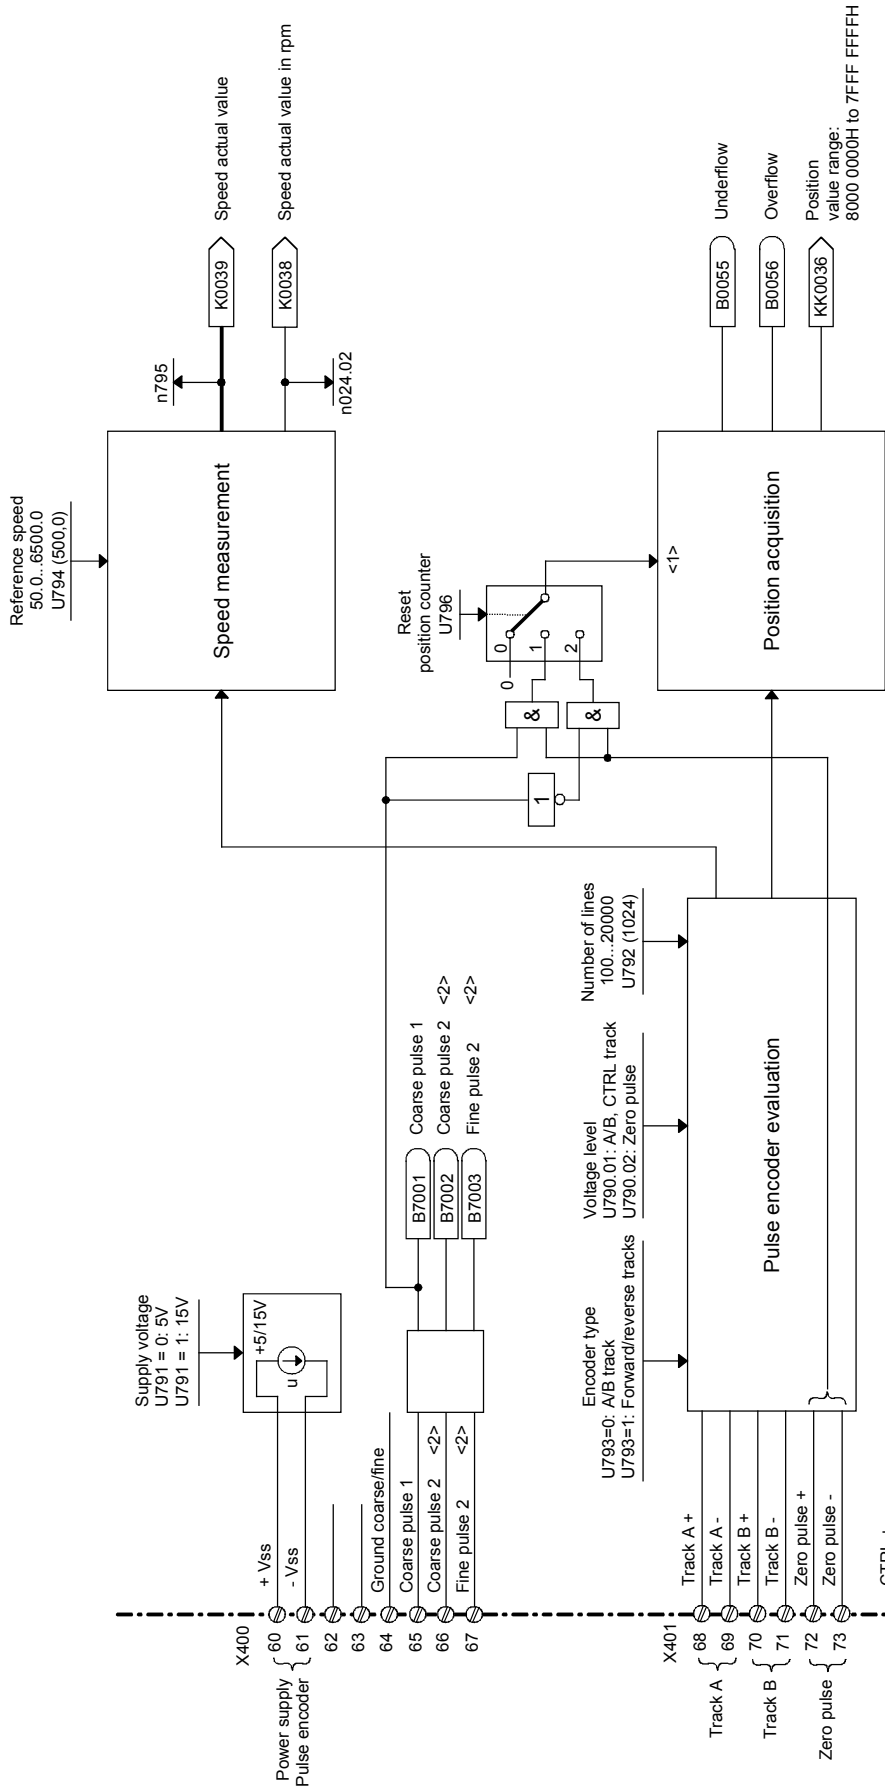 X400
Power supply
Pulse encoder
60
61
62
63
64
65
66
67
+ Vss
- Vss
Ground coarse/fine
Coarse pulse 1
Coarse pulse 2 <2>
Fine pulse 2 <2>
Supply voltage
U791 = 0: 5V
U791 = 1: 15V
+5/15V
u
B7001
B7002
B7003
Coarse pulse 1
Coarse pulse 2 <2>
Fine pulse 2 <2>
Reference speed
50.0...6500.0
U794 (500,0)
Speed measurement
n795
n024.02
K0039
K0038
Speed actual value
Speed actual value in rpm
X401
Track A
Track B
Zero pulse
68
69
70
71
72
73
Track A +
Track A -
Track B +
Track B -
Zero pulse +
Zero pulse -
Encoder type
U793=0: A/B track
U793=1: Forward/reverse tracks
Voltage level
U790.01: A/B, CTRL track
U790.02: Zero pulse
Number of lines
100...20000
U792 (1024)
Pulse encoder evaluation
1
&
&
Reset
position counter
U796
0
0
1
2
<1>
Position acquisition
B0055
B0056
KK0036
Underflow
Overflow
Position
value range:
8000 0000H to 7FFF FFFFH